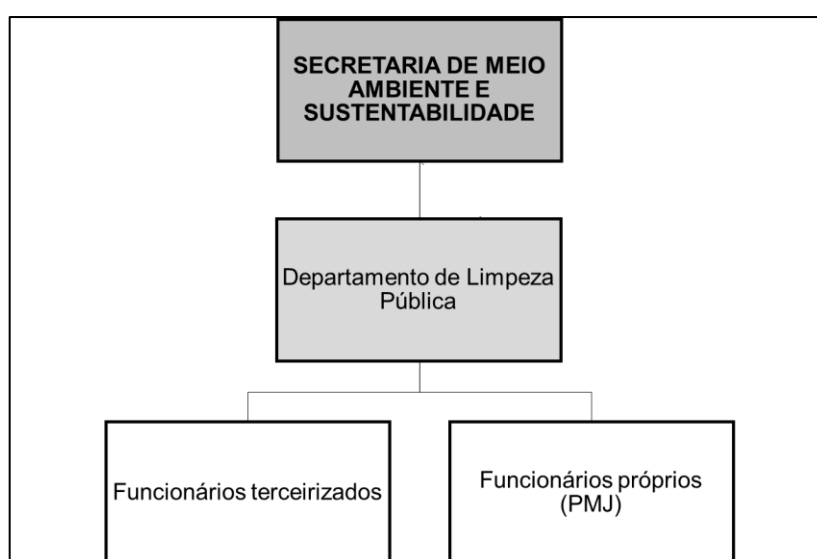 SECRETARIA DE MEIO
AMBIENTE E
SUSTENTABILIDADE
Departamento de Limpeza
Pública
Funcionários terceirizados
Funcionários próprios
(PMJ)